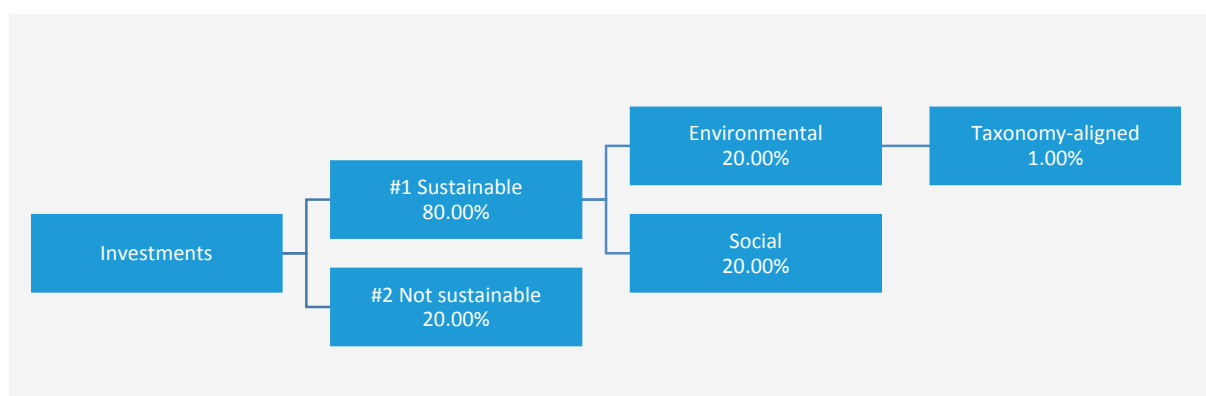 Investments
#1 Sustainable
80.00%
#2 Not sustainable
20.00%
Environmental
20.00%
Social
20.00%
Taxonomy-aligned
1.00%